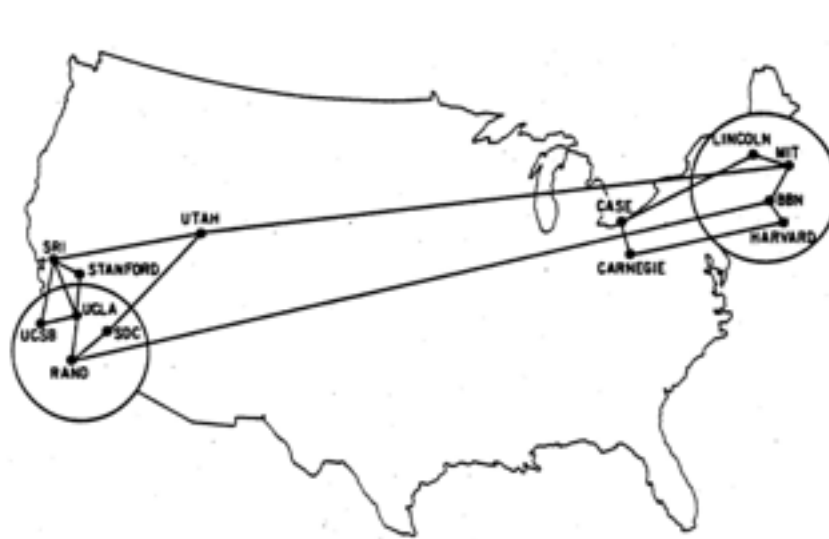 LINCOLN
MIT
BBN
HARVARD
CASE
CARNEGIE
UTAH
SRI
STANFORD
UCLA
UCSB
SDC
RAND